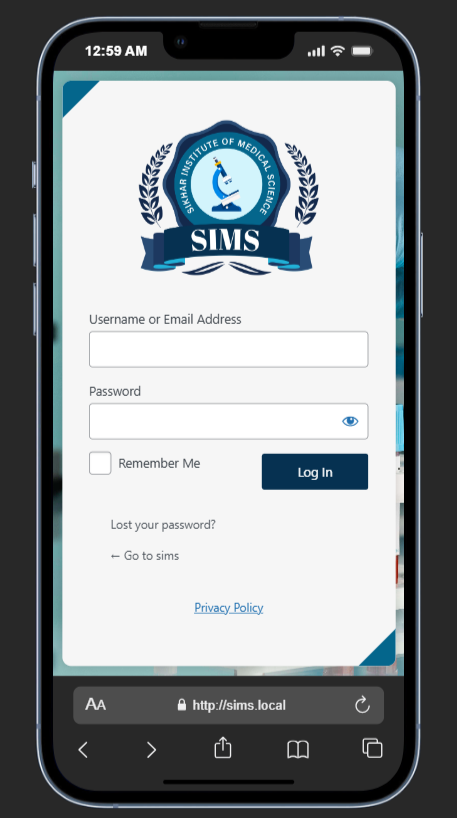 12:59 AM
SIKHAR INSTITUTE OF MEDICAL SCIENCE
SIMS
Username or Email Address
Password
Remember Me
Log In
Lost your password?
← Go to sims
Privacy Policy
AA
http://sims.local